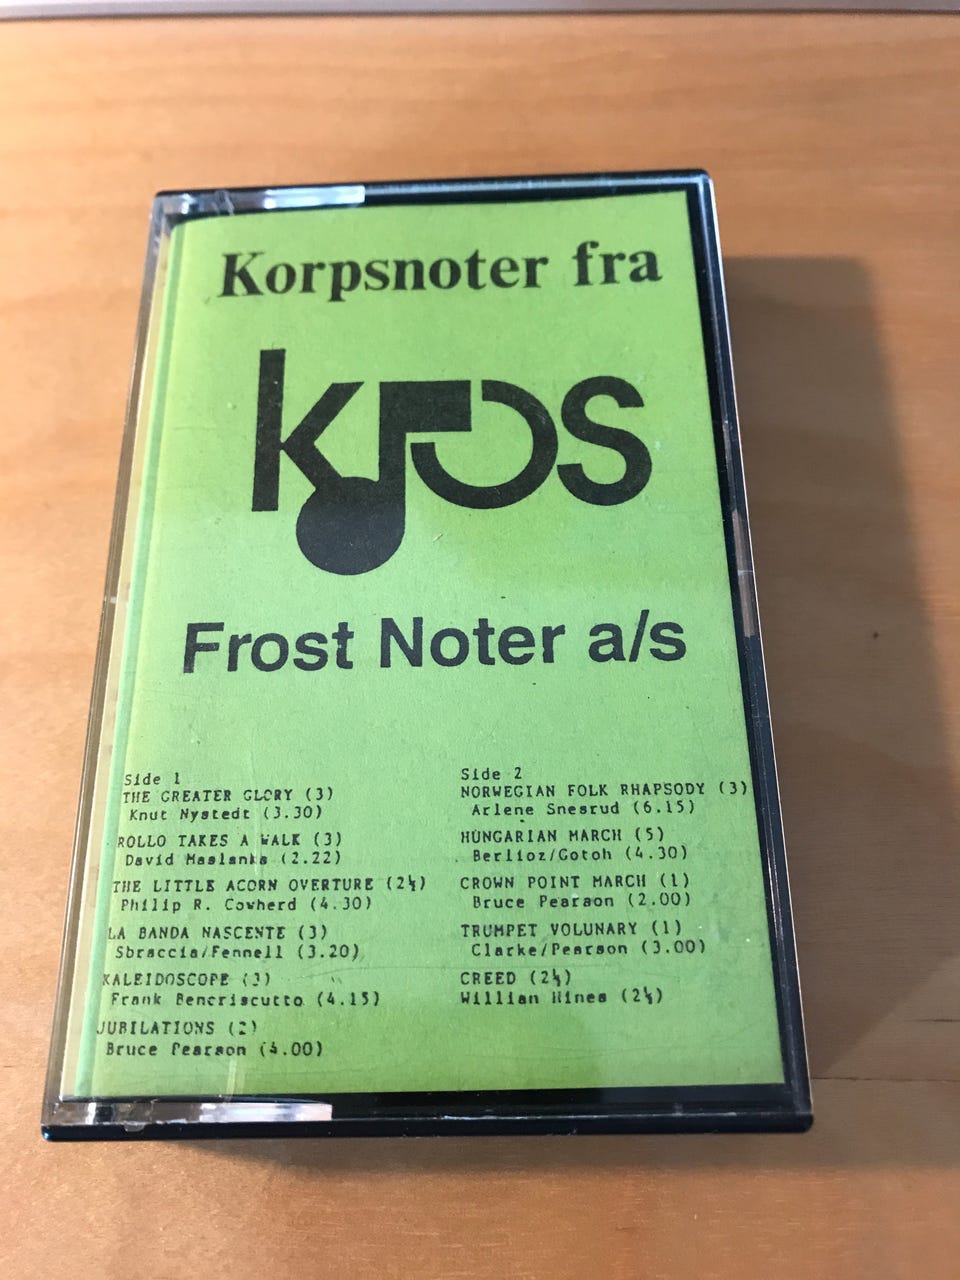 Korpsnoter fra
kros
Frost Noter a/s
Side 1
THE GREATER GLORY (3)
Knut Nystedt (3.30)
ROLLO TAKES A WALK (3)
David Maslanka (2.22)
THE LITTLE ACORN OVERTURE (2½)
Philip R. Cowherd (4.30)
LA BANDA NASCENTE (3)
Sbraccia/Fennell (3.20)
KALEIDOSCOPE (3)
Frank Bencriscutto (4.15)
JUBILATIONS (2)
Bruce Pearson (4.00)
Side 2
NORWEGIAN FOLK RHAPSODY (3)
Arlene Snesrud (6.15)
HUNGARIAN MARCH (5)
Berlioz/Gotoh (4.30)
CROWN POINT MARCH (1)
Bruce Pearson (2.00)
TRUMPET VOLUNARY (1)
Clarke/Pearson (3.00)
CREED (2½)
Willian Hines (2½)